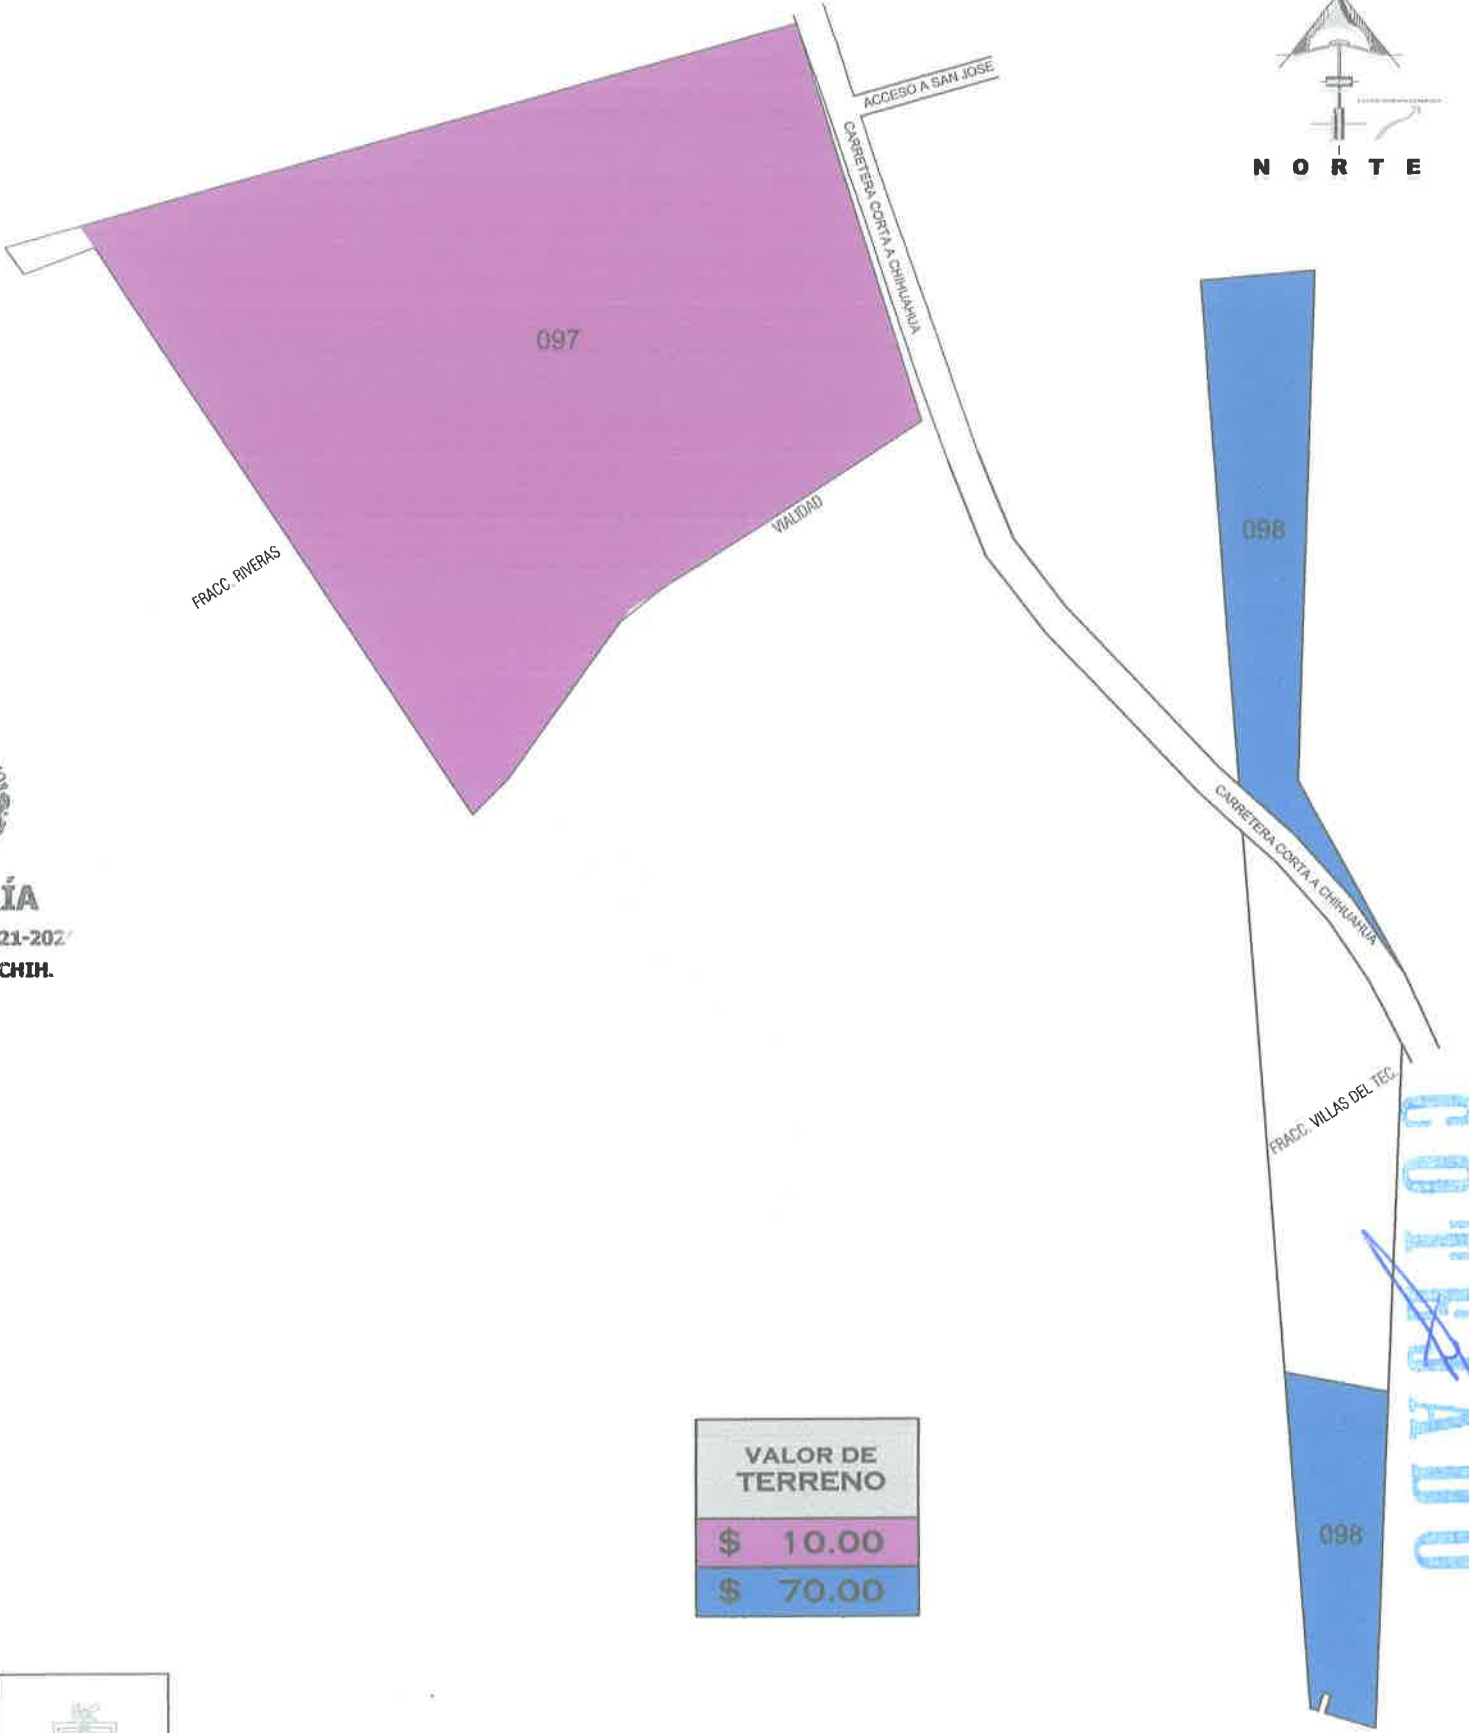 ACCESO A SAN JOSE
CARRETERA CORTA A CHIHUAHUA
NORTE
097
098
VIALIDAD
FRACC. RIVERAS
CARRETERA CORTA A CHIHUAHUA
ÍA
21-202
CHIH.
FRACC. VILLAS DEL TEC.
COTEJADO
VALOR DE
TERRENO
$ 10.00
$ 70.00
098